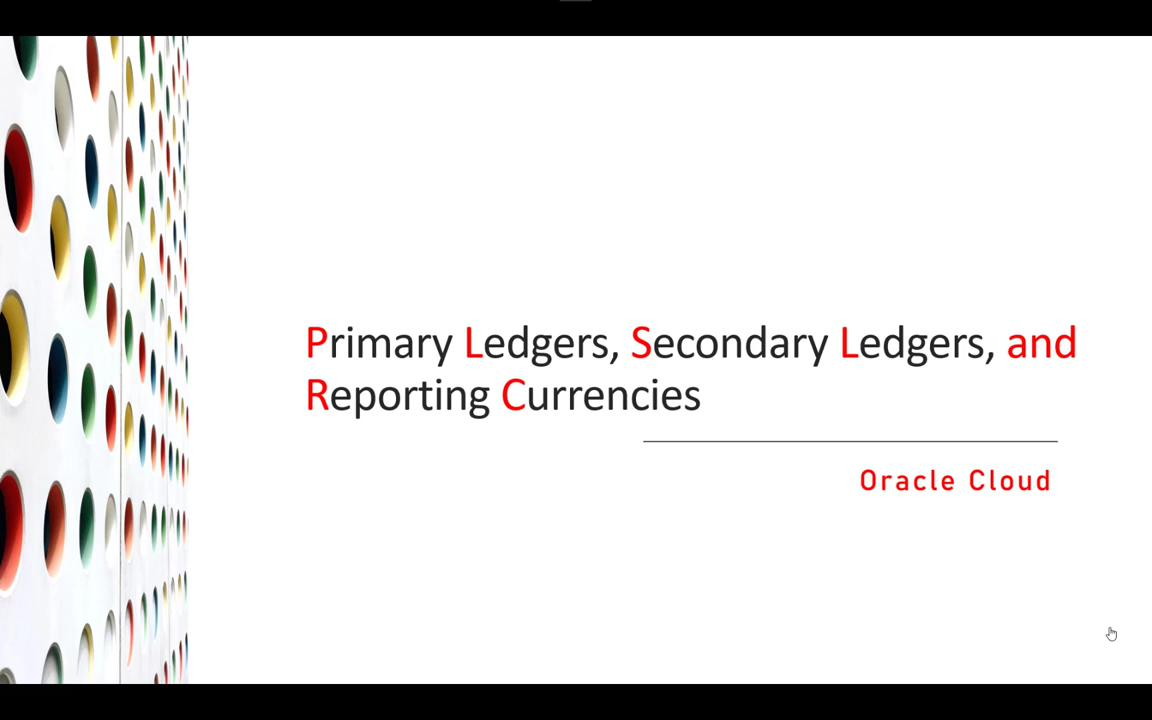 Primary Ledgers, Secondary Ledgers, and
Reporting Currencies
Oracle Cloud